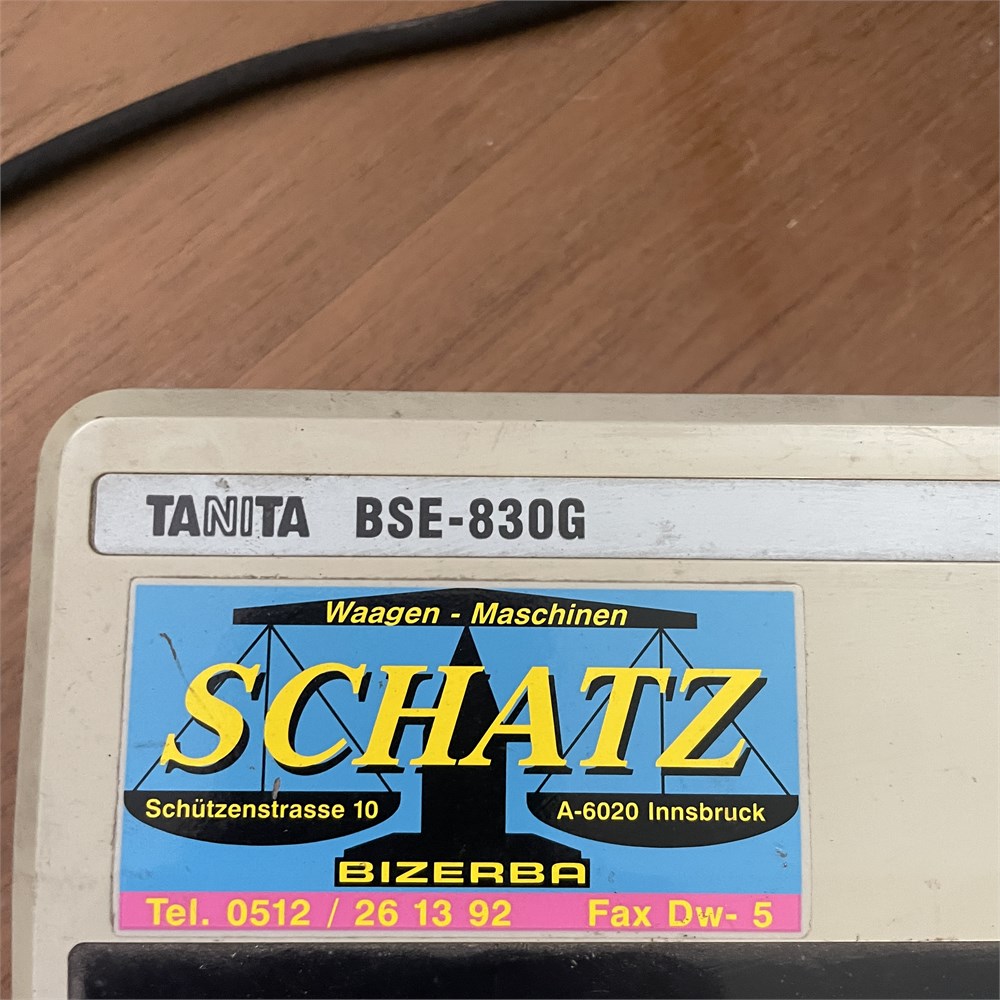 TANITA BSE-830G
Waagen - Maschinen
SCHATZ
Schützenstrasse 10 A-6020 Innsbruck
BIZERBA
Tel. 0512 / 26 13 92 Fax Dw- 5